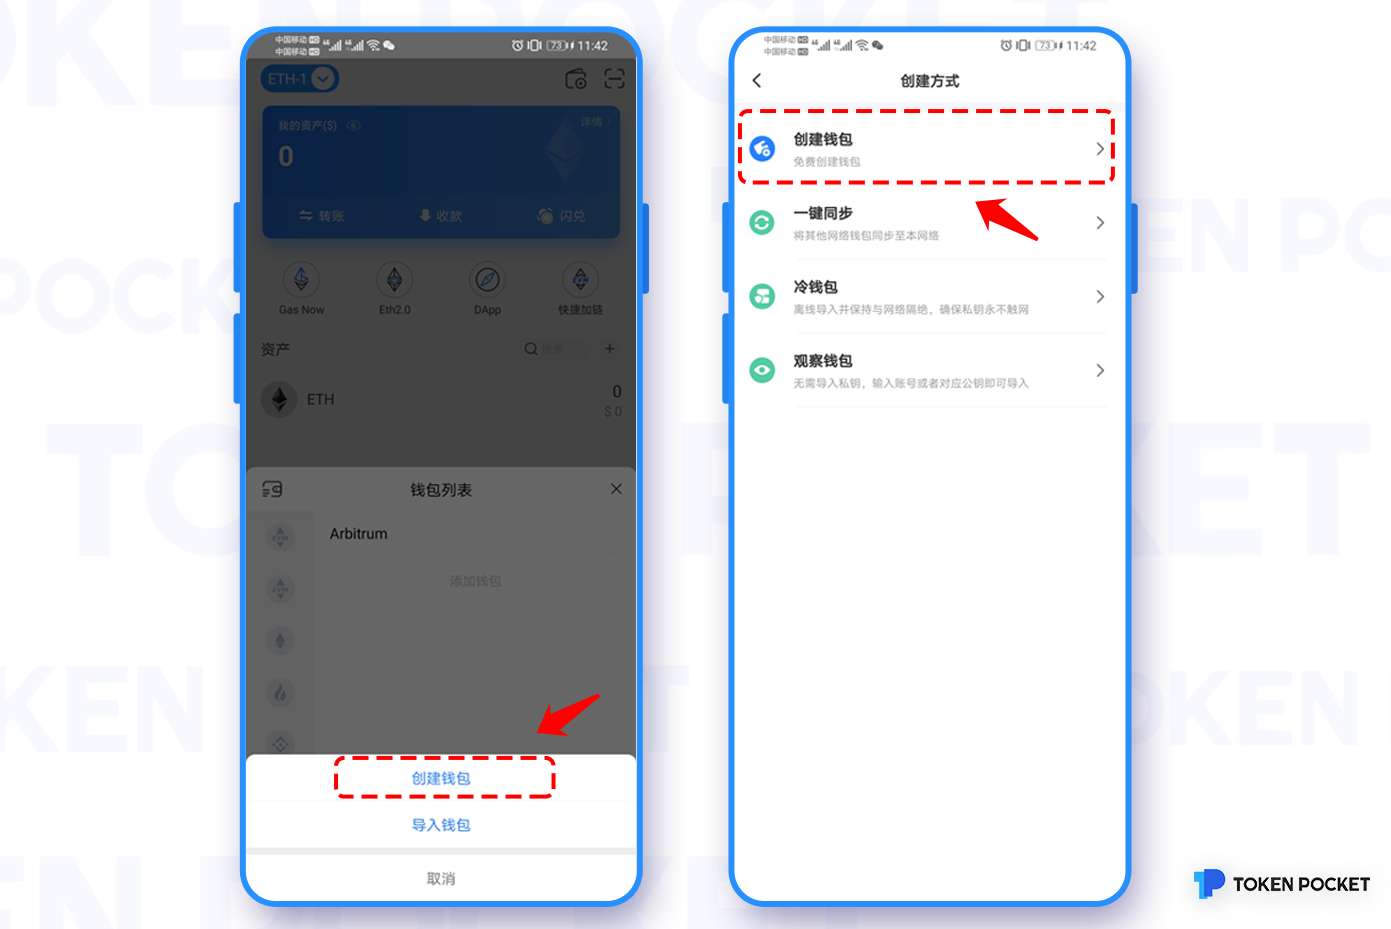 中国移动 HD
中国移动 HD
73
11:42
ETH-1
我的资产($)
详情
0
转账
收款
闪兑
Gas Now
Eth2.0
DApp
快捷加链
资产
搜索
ETH
0
$ 0
钱包列表
Arbitrum
添加钱包
创建钱包
导入钱包
取消
中国移动 HD
中国移动 HD
73
11:42
创建方式
创建钱包
免费创建钱包
一键同步
将其他网络钱包同步至本网络
冷钱包
离线导入并保持与网络隔绝，确保私钥永不触网
观察钱包
无需导入私钥，输入账号或者对应公钥即可导入
TOKEN POCKET